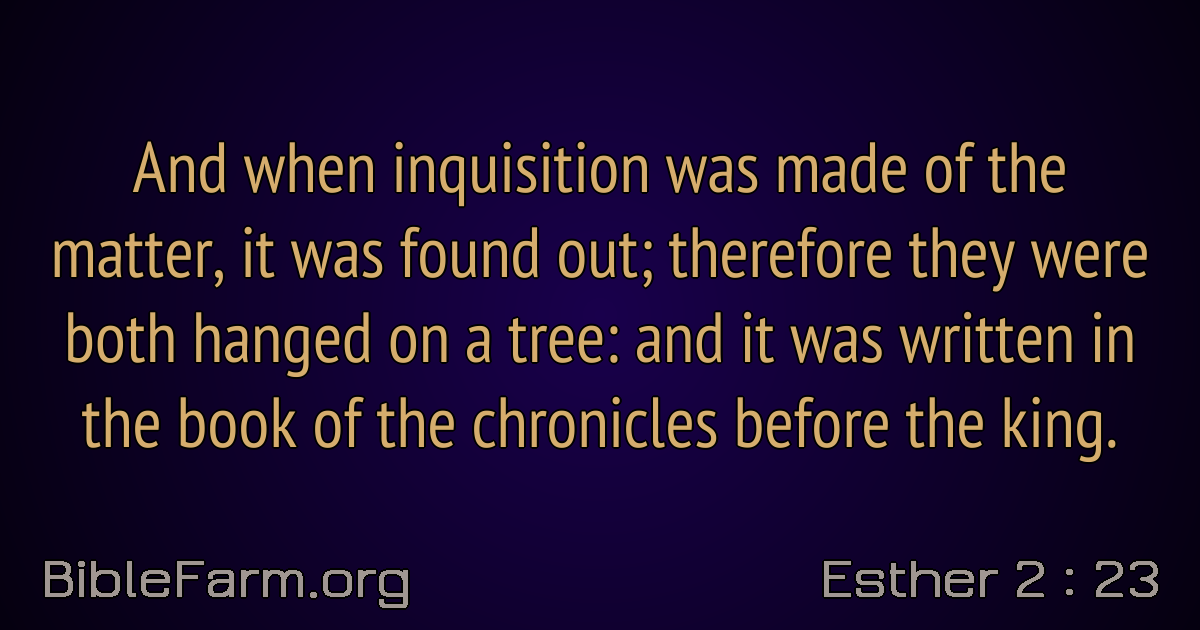 And when inquisition was made of the
matter, it was found out; therefore they were
both hanged on a tree: and it was written in
the book of the chronicles before the king.
BibleFarm.org
Esther 2 : 23